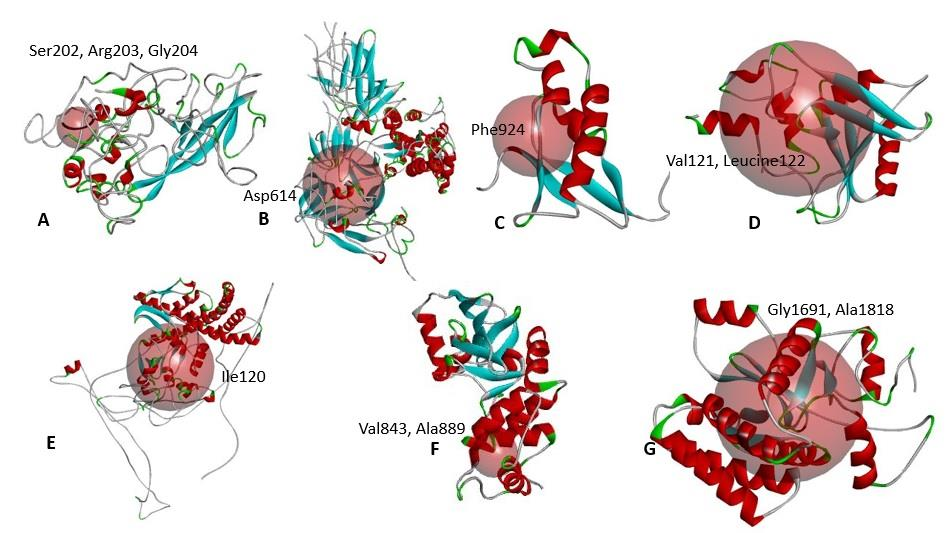 Ser202, Arg203, Gly204
A
Asp614
B
Phe924
C
Val121, Leucine122
D
Ile120
E
Val843, Ala889
F
Gly1691, Ala1818
G